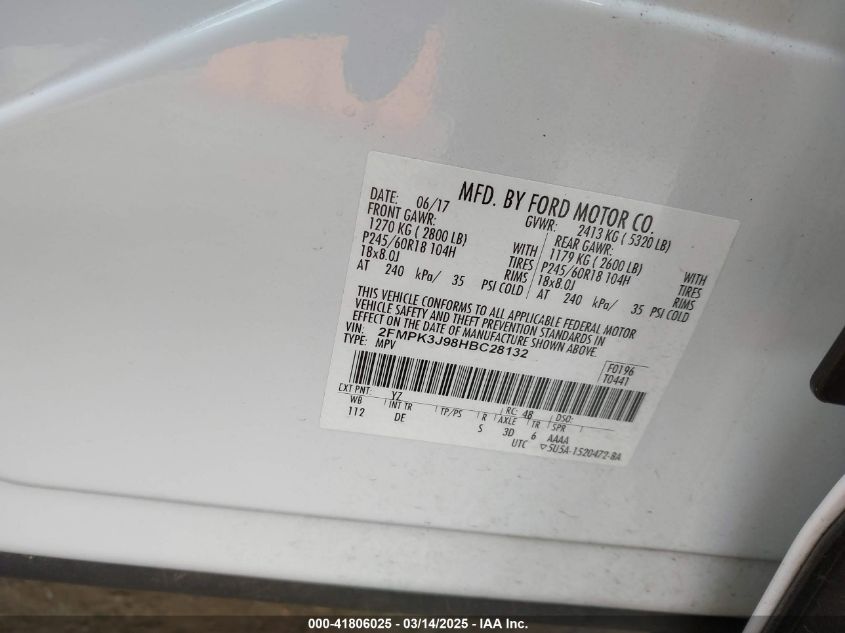 MFD. BY FORD MOTOR CO.
DATE: 06/17 GVWR: 2413 KG ( 5320 LB)
FRONT GAWR: REAR GAWR:
1270 KG ( 2800 LB) WITH 1179 KG ( 2600 LB) WITH
P245/60R18 104H TIRES P245/60R18 104H TIRES
18x8.0J RIMS 18x8.0J RIMS
AT 240 kPa/ 35 PSI COLD AT 240 kPa/ 35 PSI COLD
THIS VEHICLE CONFORMS TO ALL APPLICABLE FEDERAL MOTOR
VEHICLE SAFETY AND THEFT PREVENTION STANDARDS IN
EFFECT ON THE DATE OF MANUFACTURE SHOWN ABOVE.
VIN: 2FMPK3J98HBC28132
TYPE: MPV
F0196
T0441
EXT PNT: YZ RC: 48 DSO:
WB INT TR TP/PS R AXLE TR SPR
112 DE S 3D 6 AAAA
UTC ▽5U5A-1520472-BA
000-41806025 - 03/14/2025 - IAA Inc.